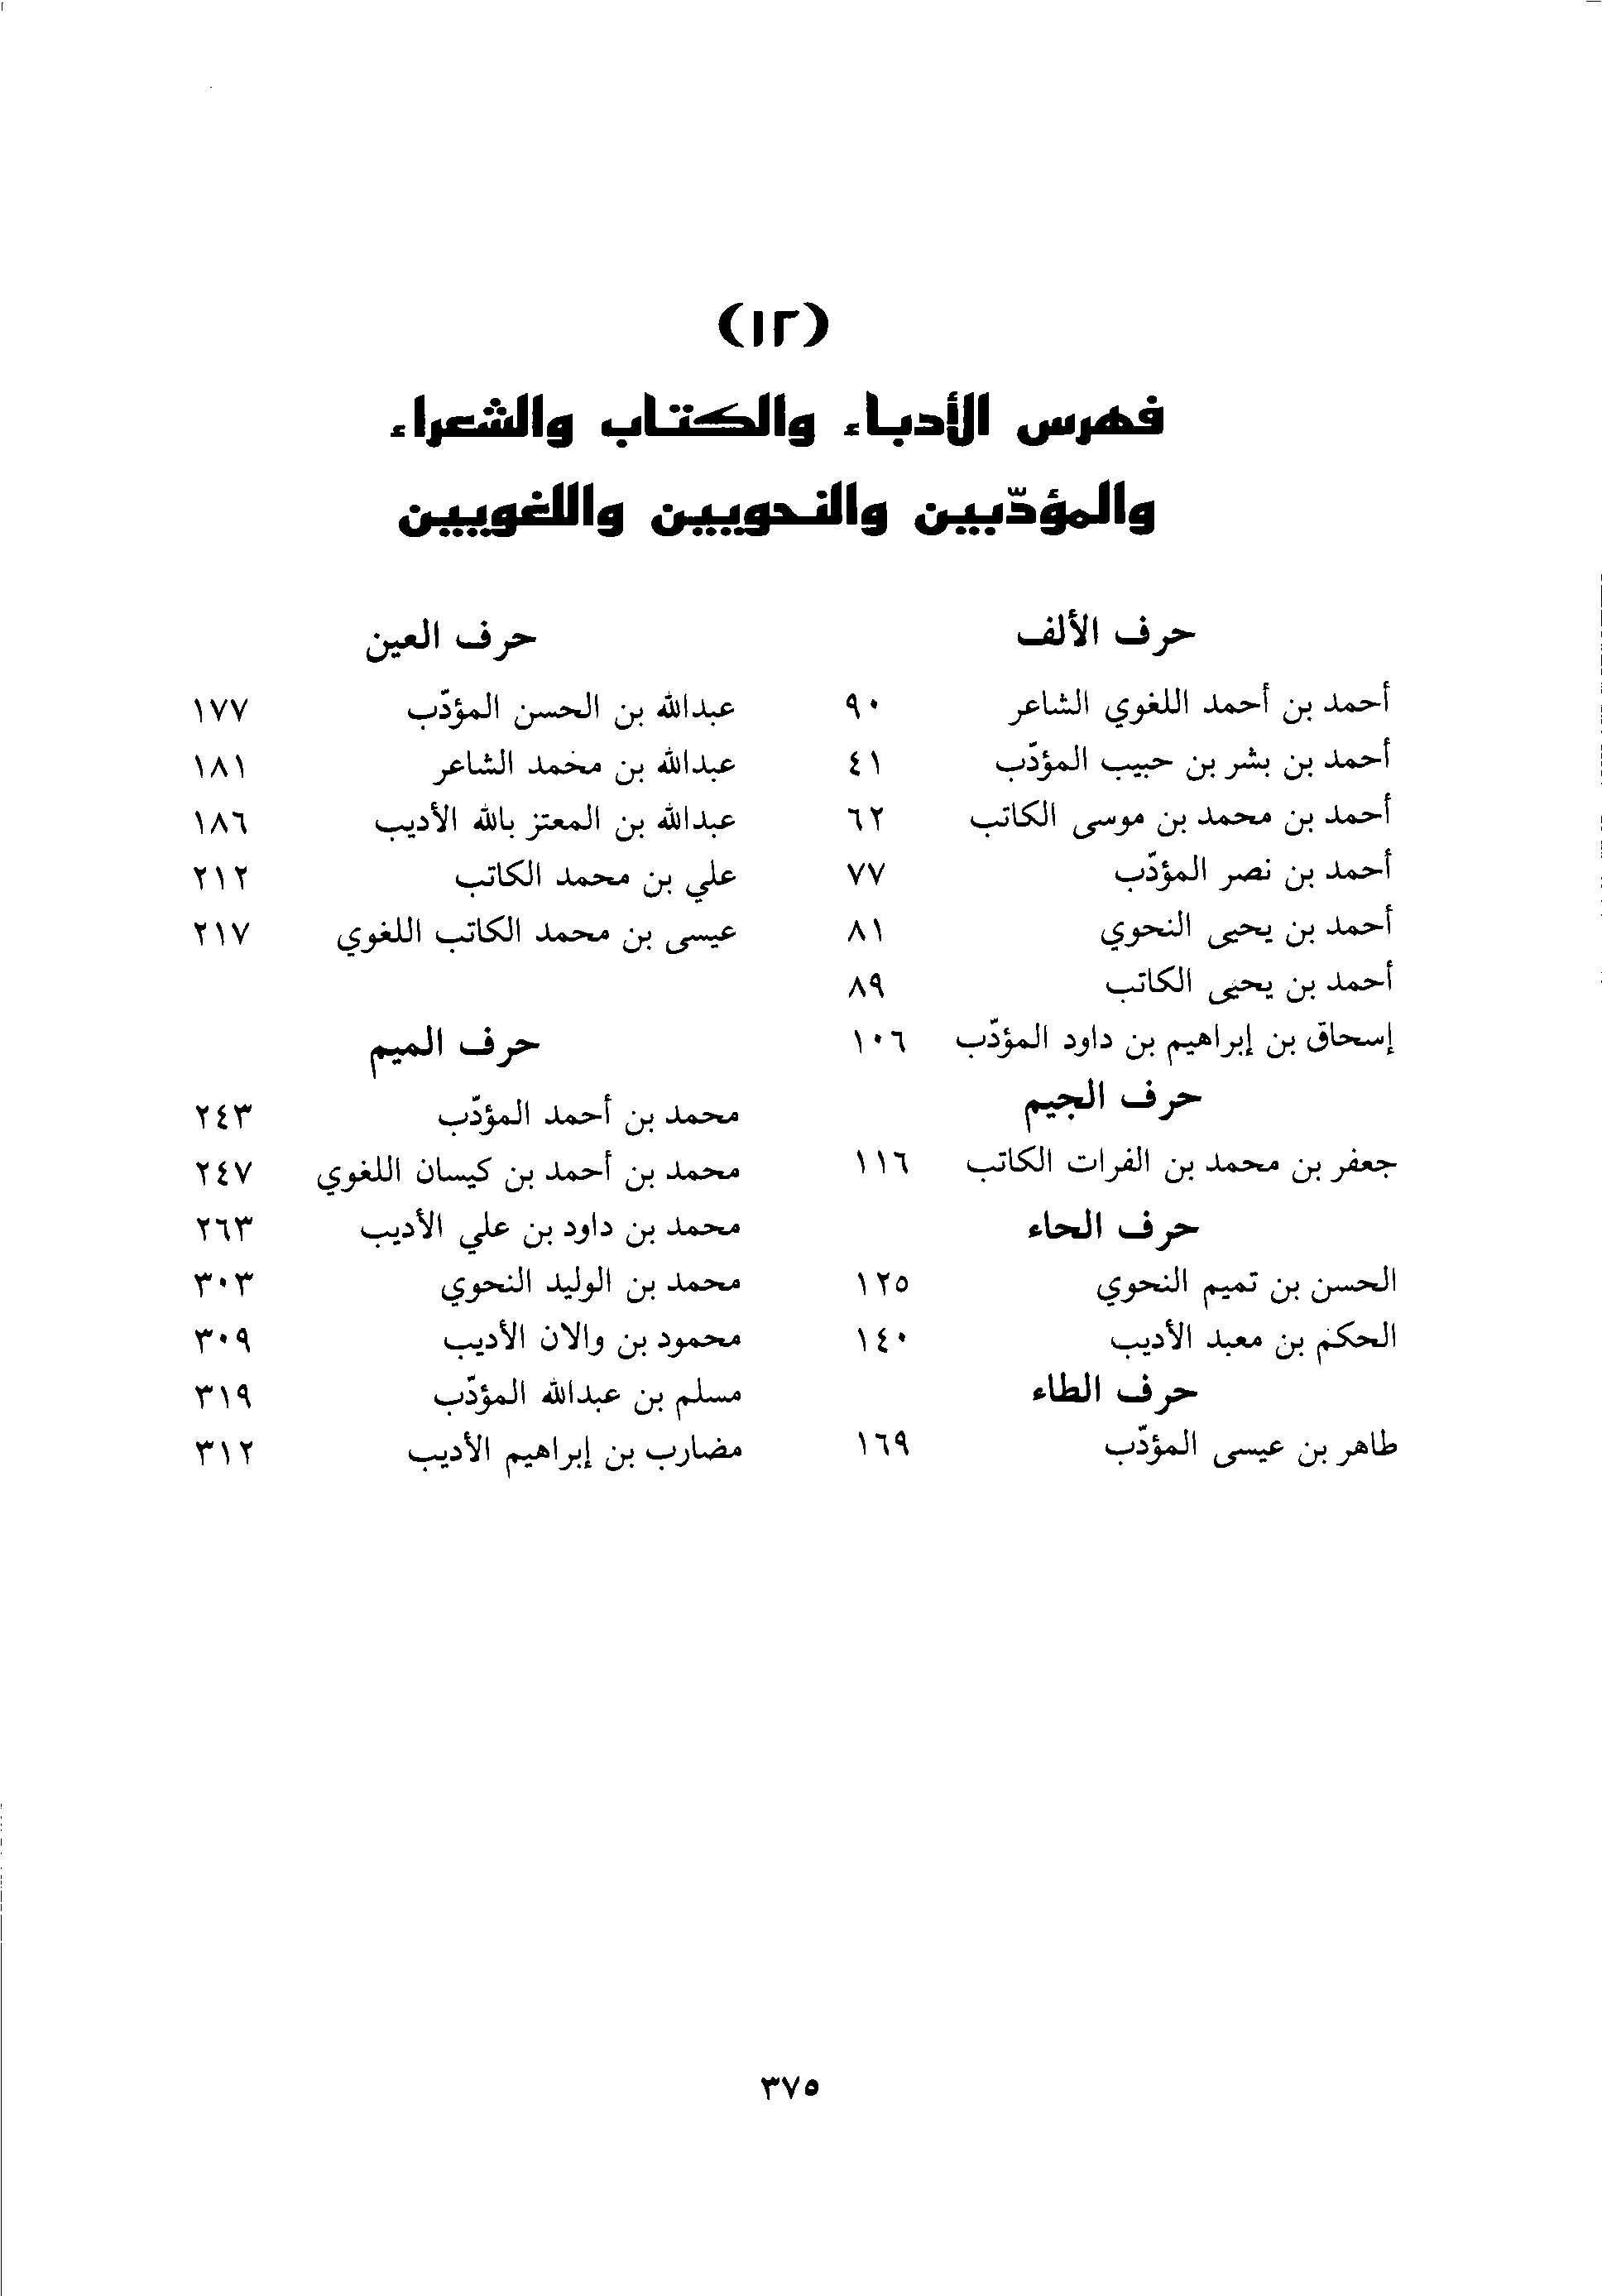 (١٢)
فهرس الأدباء والكتاب والشعراء
والمؤدّبين والنحويين واللغويين
حرف الألف
أحمد بن أحمد اللغوي الشاعر ٩٠
أحمد بن بشر بن حبيب المؤدّب ٤١
أحمد بن محمد بن موسى الكاتب ٦٢
أحمد بن نصر المؤدّب ٧٧
أحمد بن يحيى النحوي ٨١
أحمد بن يحيى الكاتب ٨٩
إسحاق بن إبراهيم بن داود المؤدّب ١٠٦
حرف الجيم
جعفر بن محمد بن الفرات الكاتب ١١٦
حرف الحاء
الحسن بن تميم النحوي ١٢٥
الحكم بن معبد الأديب ١٤٠
حرف الطاء
طاهر بن عيسى المؤدّب ١٦٩
حرف العين
عبدالله بن الحسن المؤدّب ١٧٧
عبدالله بن محمد الشاعر ١٨١
عبدالله بن المعتز بالله الأديب ١٨٦
علي بن محمد الكاتب ٢١٢
عيسى بن محمد الكاتب اللغوي ٢١٧
حرف الميم
محمد بن أحمد المؤدّب ٢٤٣
محمد بن أحمد بن كيسان اللغوي ٢٤٧
محمد بن داود بن علي الأديب ٢٦٣
محمد بن الوليد النحوي ٣٠٣
محمود بن والان الأديب ٣٠٩
مسلم بن عبدالله المؤدّب ٣١٩
مضارب بن إبراهيم الأديب ٣١٢
٣٧٥